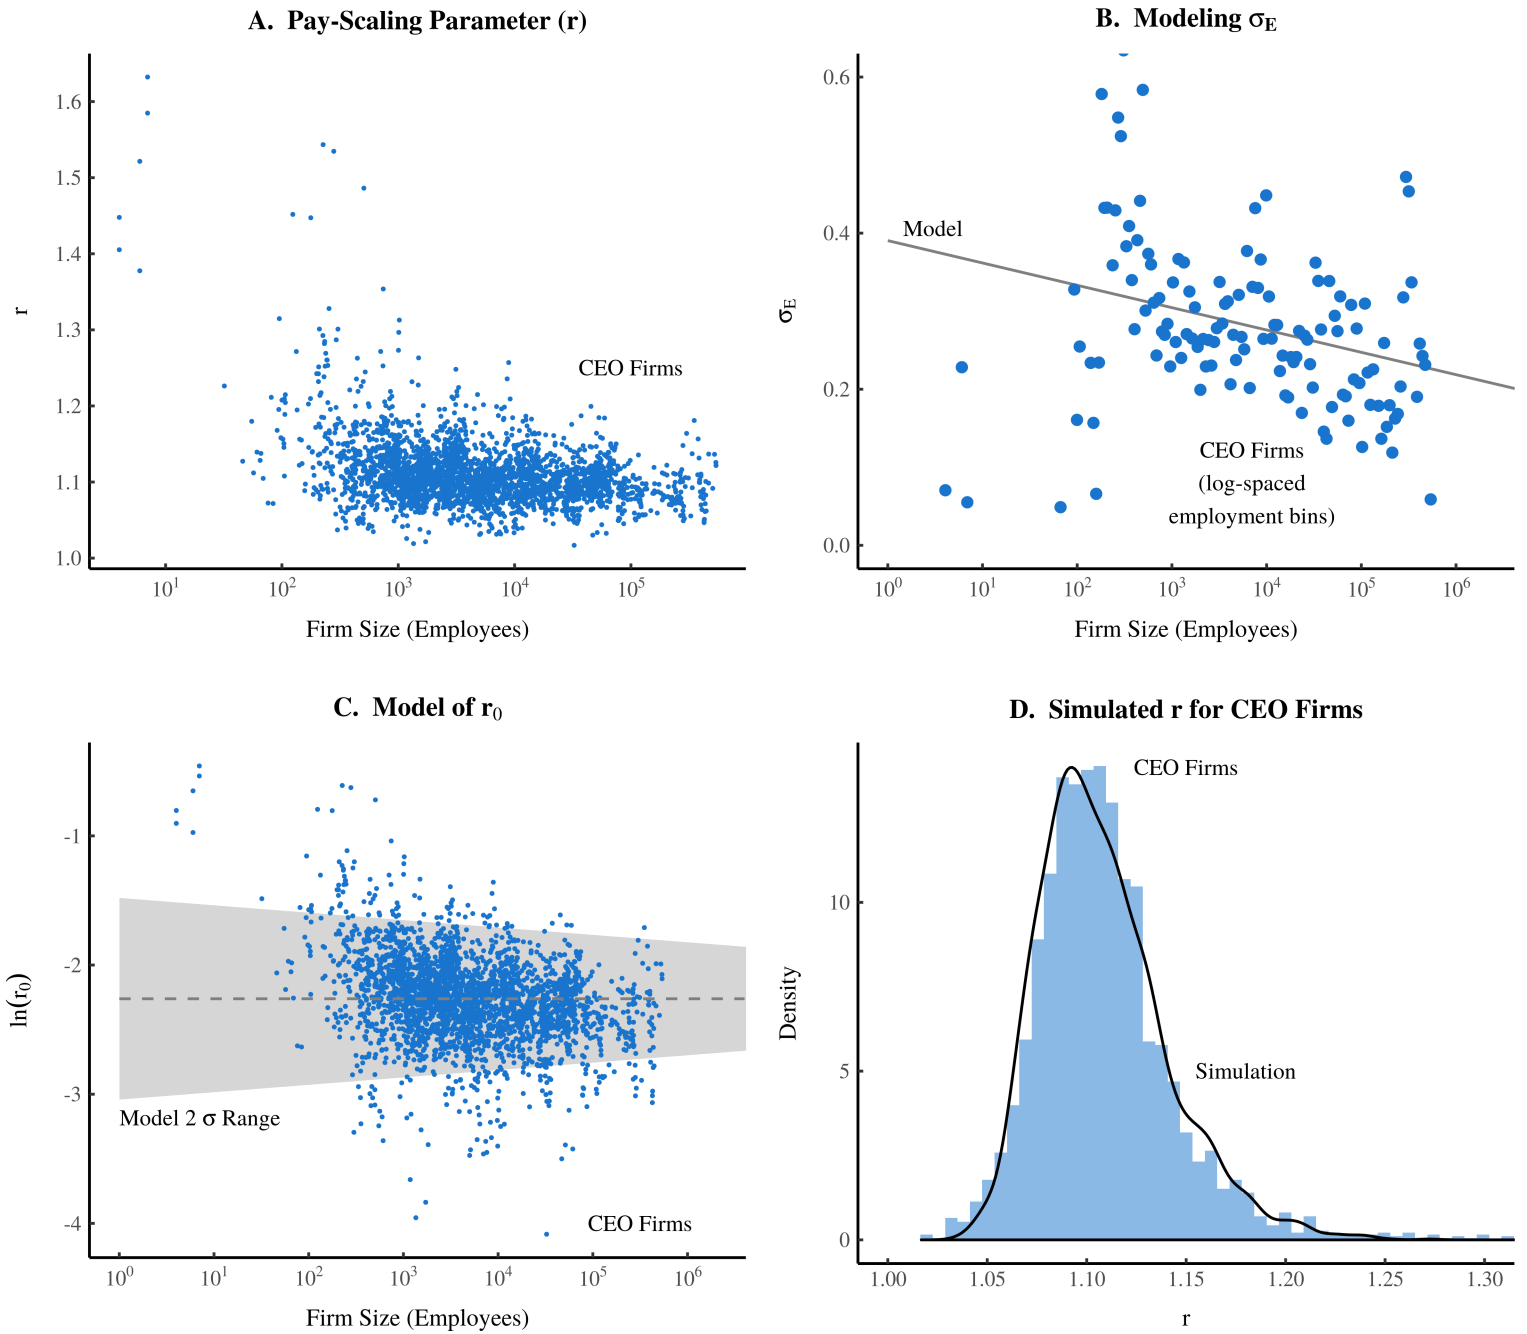 A. Pay-Scaling Parameter (r)
r
1.6
1.5
1.4
1.3
1.2
1.1
1.0
CEO Firms
10¹ 10² 10³ 10⁴ 10⁵
Firm Size (Employees)
B. Modeling σE
σE
0.6
0.4
0.2
0.0
Model
CEO Firms
(log-spaced
employment bins)
10⁰ 10¹ 10² 10³ 10⁴ 10⁵ 10⁶
Firm Size (Employees)
C. Model of r₀
ln(r₀)
-1
-2
-3
-4
Model 2 σ Range
CEO Firms
10⁰ 10¹ 10² 10³ 10⁴ 10⁵ 10⁶
Firm Size (Employees)
D. Simulated r for CEO Firms
Density
10
5
0
CEO Firms
Simulation
1.00 1.05 1.10 1.15 1.20 1.25 1.30
r